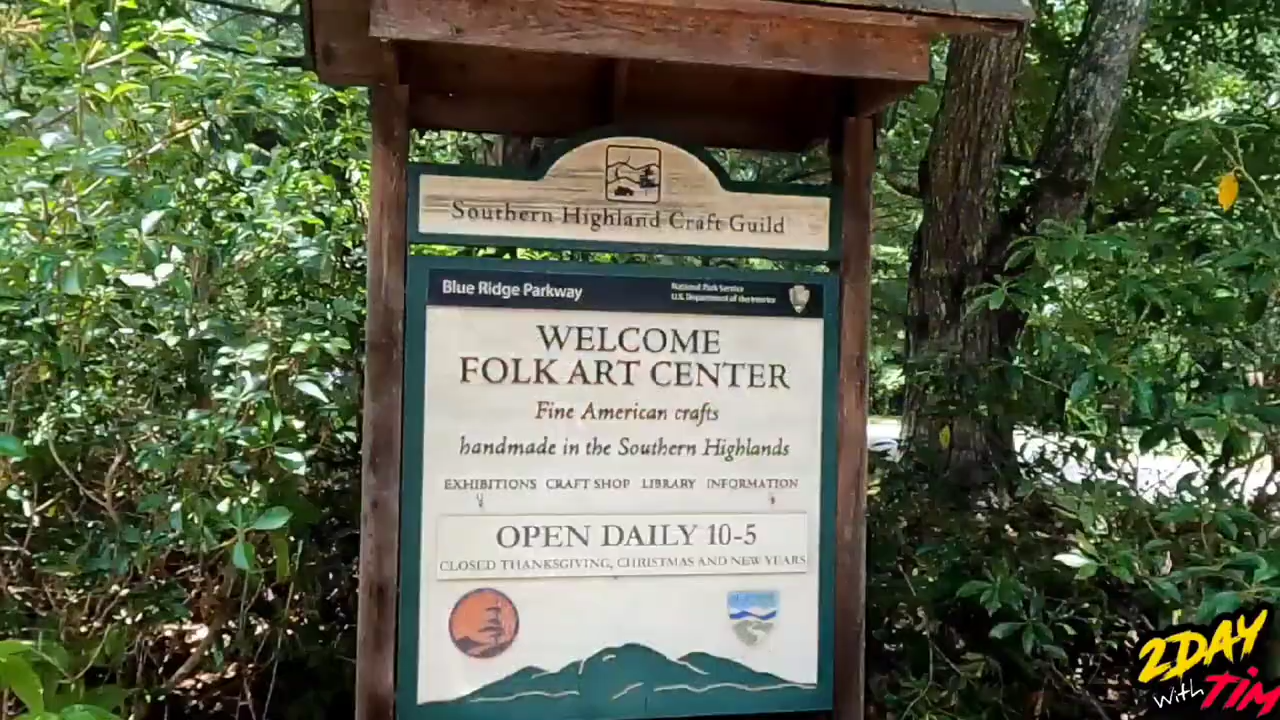 Southern Highland Craft Guild
Blue Ridge Parkway
National Park Service
U.S. Department of the Interior
WELCOME
FOLK ART CENTER
Fine American crafts
handmade in the Southern Highlands
EXHIBITIONS CRAFT SHOP LIBRARY INFORMATION
OPEN DAILY 10-5
CLOSED THANKSGIVING, CHRISTMAS AND NEW YEARS
2DAY
with TIM